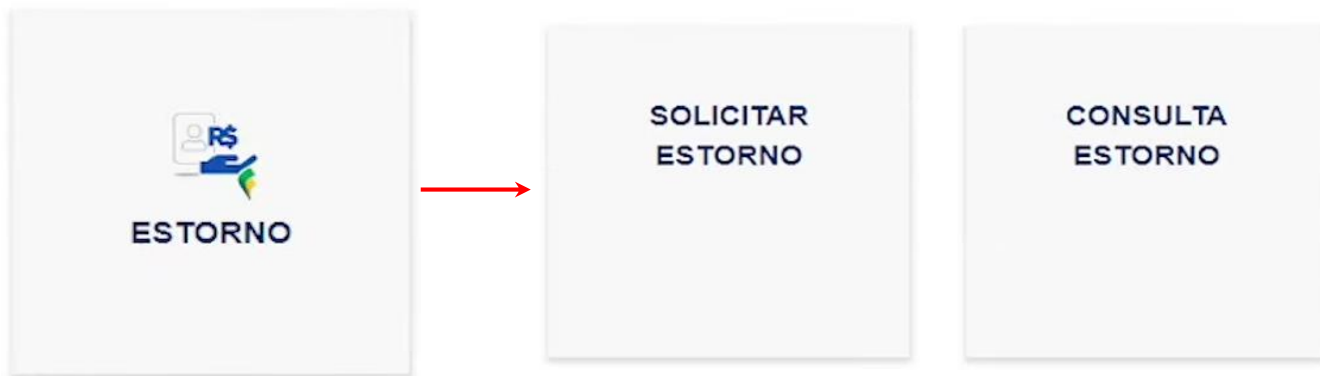 R$
ESTORNO
SOLICITAR
ESTORNO
CONSULTA
ESTORNO